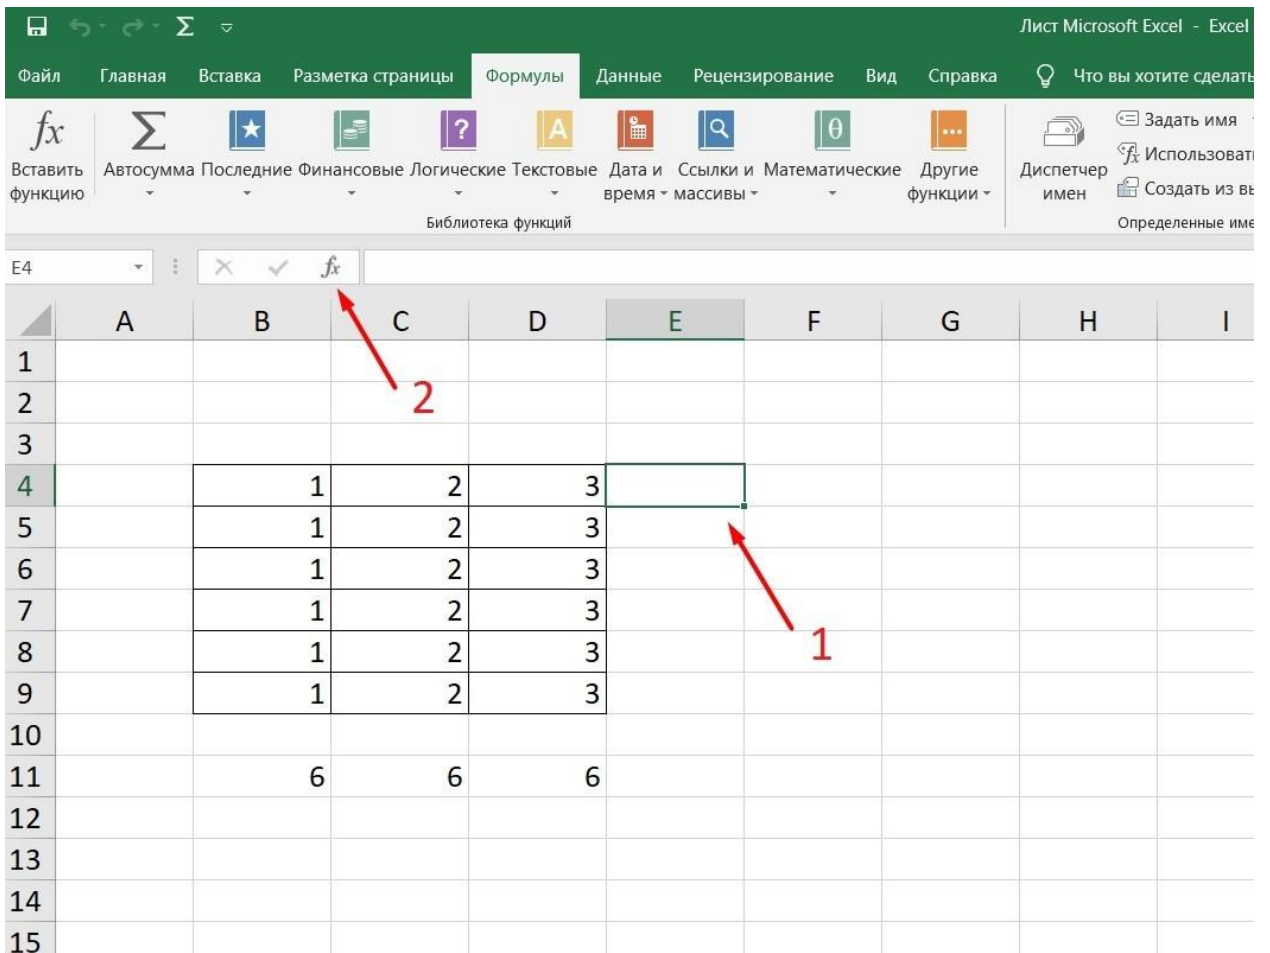 Лист Microsoft Excel - Excel
Файл Главная Вставка Разметка страницы Формулы Данные Рецензирование Вид Справка Что вы хотите сделать
fx Σ ★ ? A θ ...
Вставить функцию Автосумма Последние Финансовые Логические Текстовые Дата и время Ссылки и массивы Математические Другие функции Диспетчер имен
Задать имя
fx Использоват
Создать из вы
Библиотека функций Определенные име
E4 fx
A B C D E F G H I
1
2 2
3
4 1 2 3
5 1 2 3
6 1 2 3
7 1 2 3
8 1 2 3 1
9 1 2 3
10
11 6 6 6
12
13
14
15